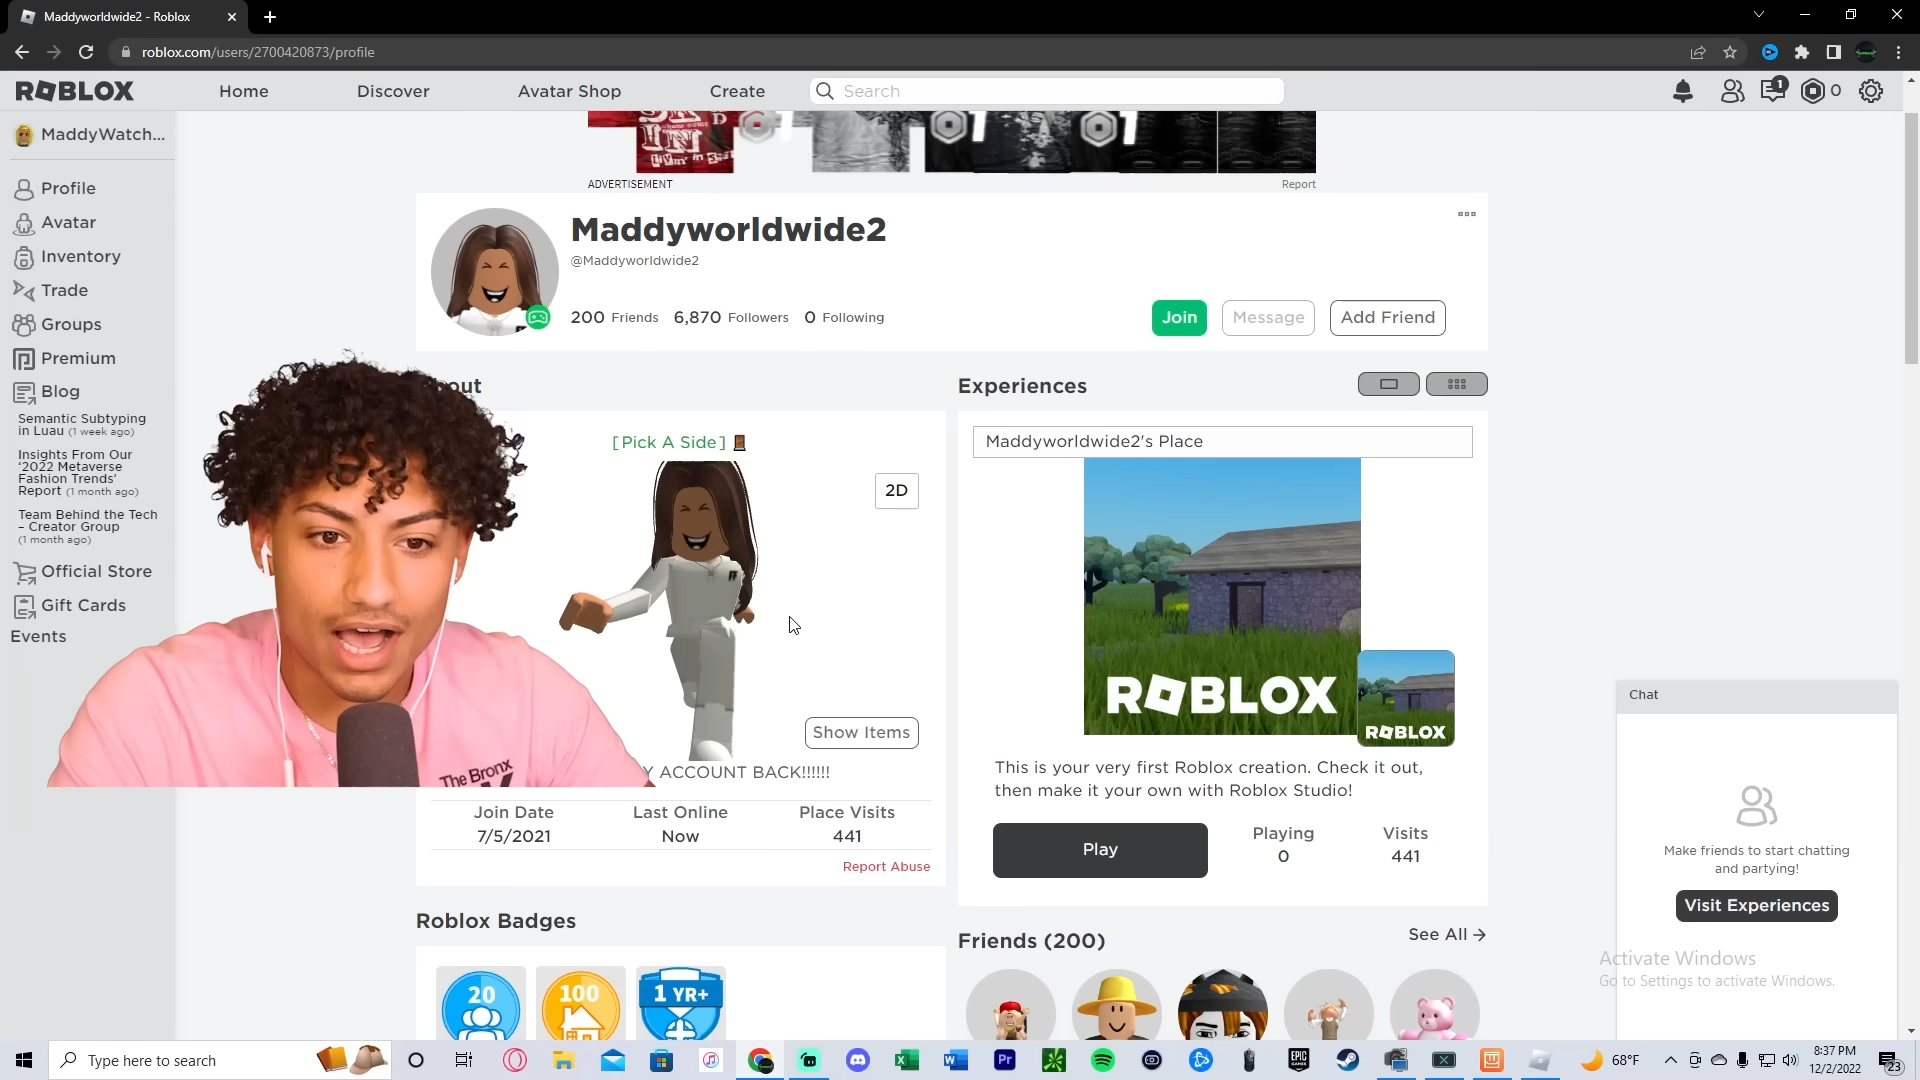 Maddyworldwide2 - Roblox
roblox.com/users/2700420873/profile
ROBLOX
Home
Discover
Avatar Shop
Create
Search
1
0
MaddyWatch...
Profile
Avatar
Inventory
Trade
Groups
Premium
Blog
Semantic Subtyping
in Luau (1 week ago)
Insights From Our
'2022 Metaverse
Fashion Trends'
Report (1 month ago)
Team Behind the Tech
– Creator Group
(1 month ago)
Official Store
Gift Cards
Events
ADVERTISEMENT
Report
Maddyworldwide2
@Maddyworldwide2
200 Friends 6,870 Followers 0 Following
Join
Message
Add Friend
out
[Pick A Side]
2D
Show Items
Y ACCOUNT BACK!!!!!!
Join Date
7/5/2021
Last Online
Now
Place Visits
441
Report Abuse
The Bronx
Roblox Badges
20
100
1 YR+
Experiences
Maddyworldwide2's Place
ROBLOX
ROBLOX
This is your very first Roblox creation. Check it out,
then make it your own with Roblox Studio!
Play
Playing
0
Visits
441
Friends (200)
See All →
Chat
Make friends to start chatting
and partying!
Visit Experiences
Activate Windows
Go to Settings to activate Windows.
Type here to search
68°F
8:37 PM
12/2/2022
23